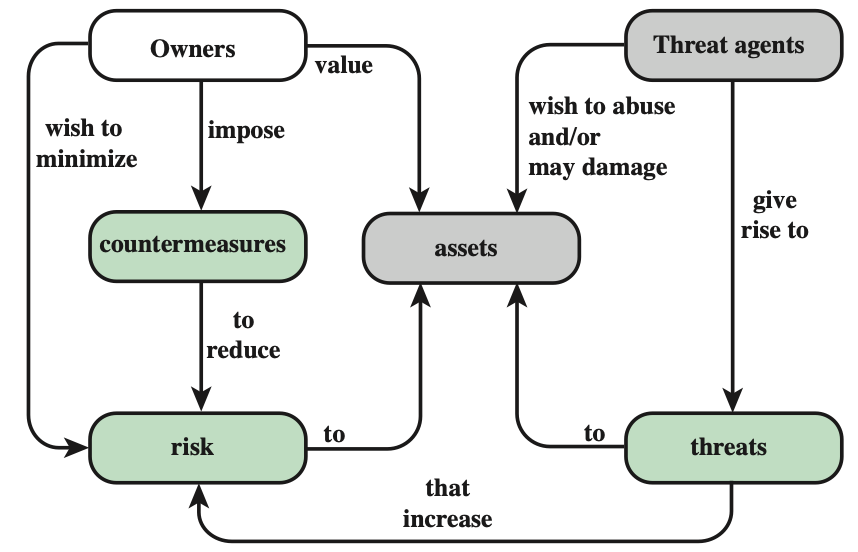 Owners
value
Threat agents
wish to
minimize
impose
wish to abuse
and/or
may damage
give
rise to
countermeasures
assets
to
reduce
risk
to
to
threats
that
increase